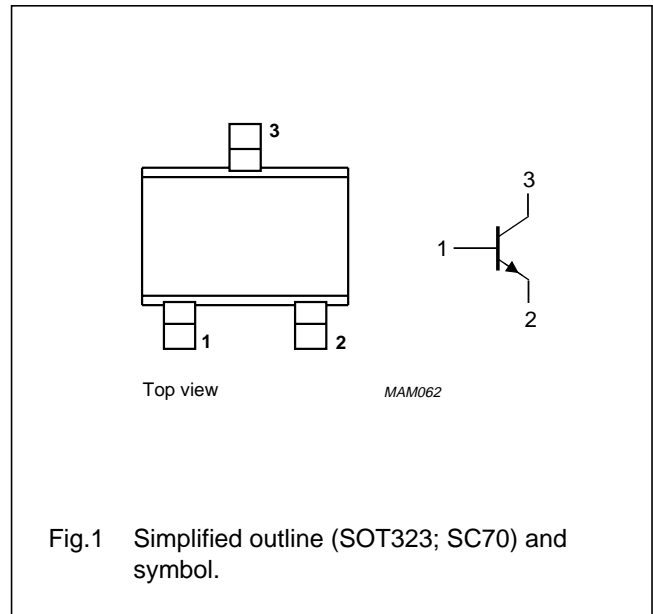 3
1
2
Top view
3
1
2
MAM062
Fig.1 Simplified outline (SOT323; SC70) and
symbol.